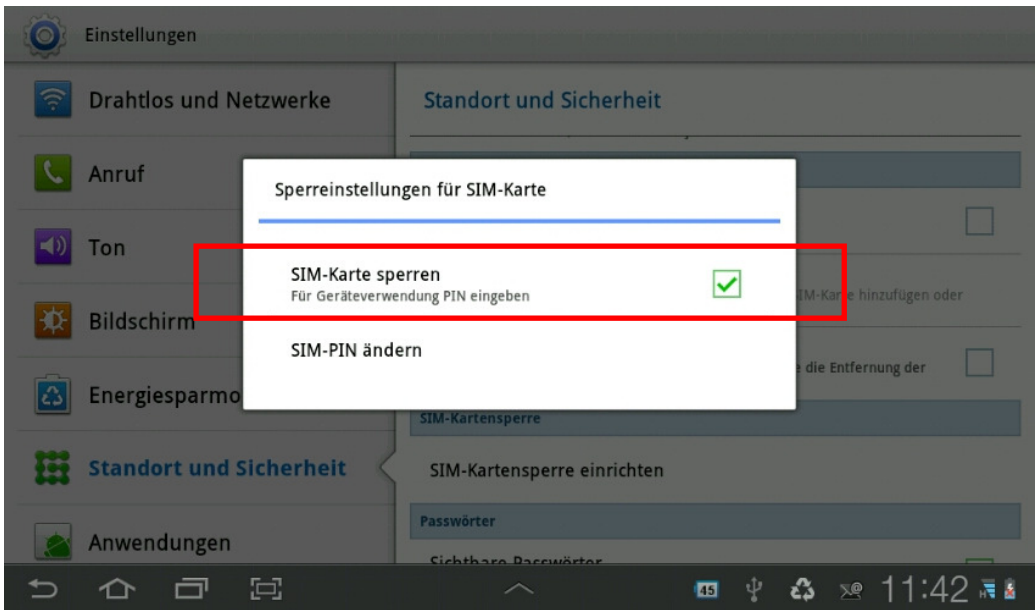 Einstellungen
Drahtlos und Netzwerke
Anruf
Ton
Bildschirm
Energiesparmo
Standort und Sicherheit
Anwendungen
Standort und Sicherheit
SIM-Karte hinzufügen oder
die Entfernung der
SIM-Kartensperre
SIM-Kartensperre einrichten
Passwörter
Sichtbare Passwörter
Sperreinstellungen für SIM-Karte
SIM-Karte sperren
Für Geräteverwendung PIN eingeben
SIM-PIN ändern
45
11:42